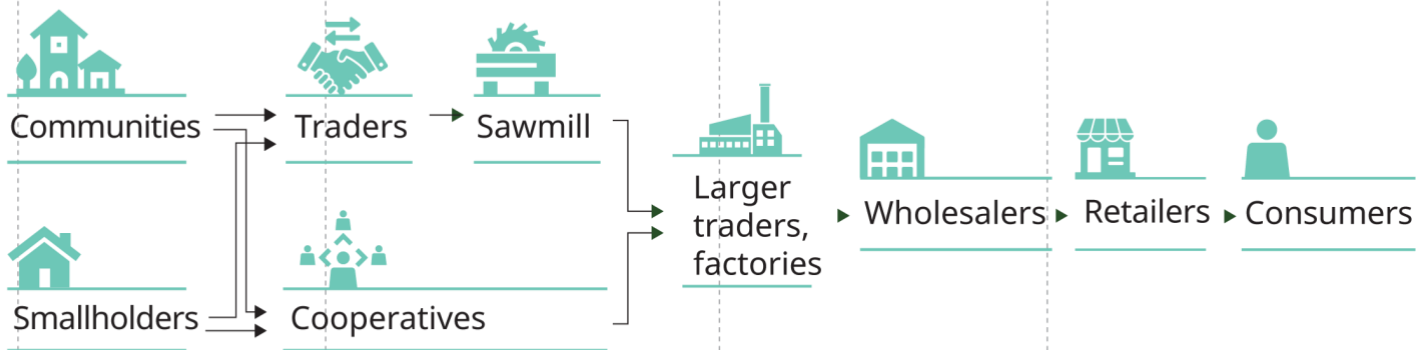 Communities
Traders
Sawmill
Larger
traders,
factories
Wholesalers
Retailers
Consumers
Smallholders
Cooperatives